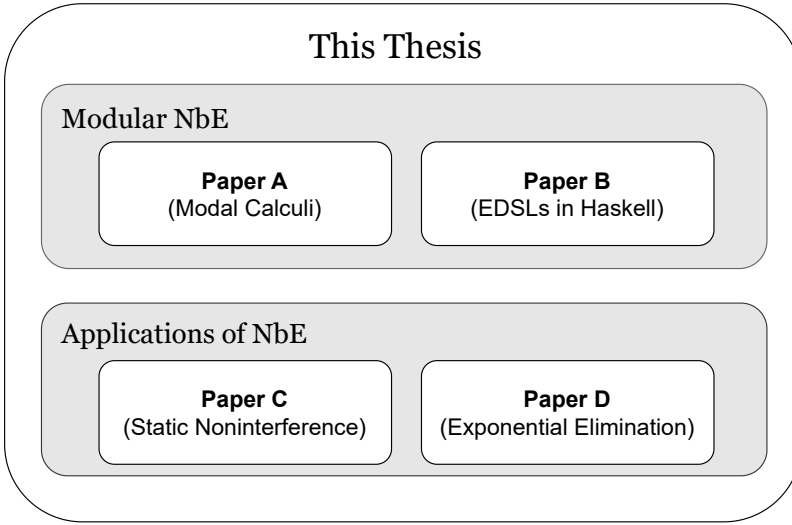 This Thesis
Modular NbE
Paper A
(Modal Calculi)
Paper B
(EDSLs in Haskell)
Applications of NbE
Paper C
(Static Noninterference)
Paper D
(Exponential Elimination)